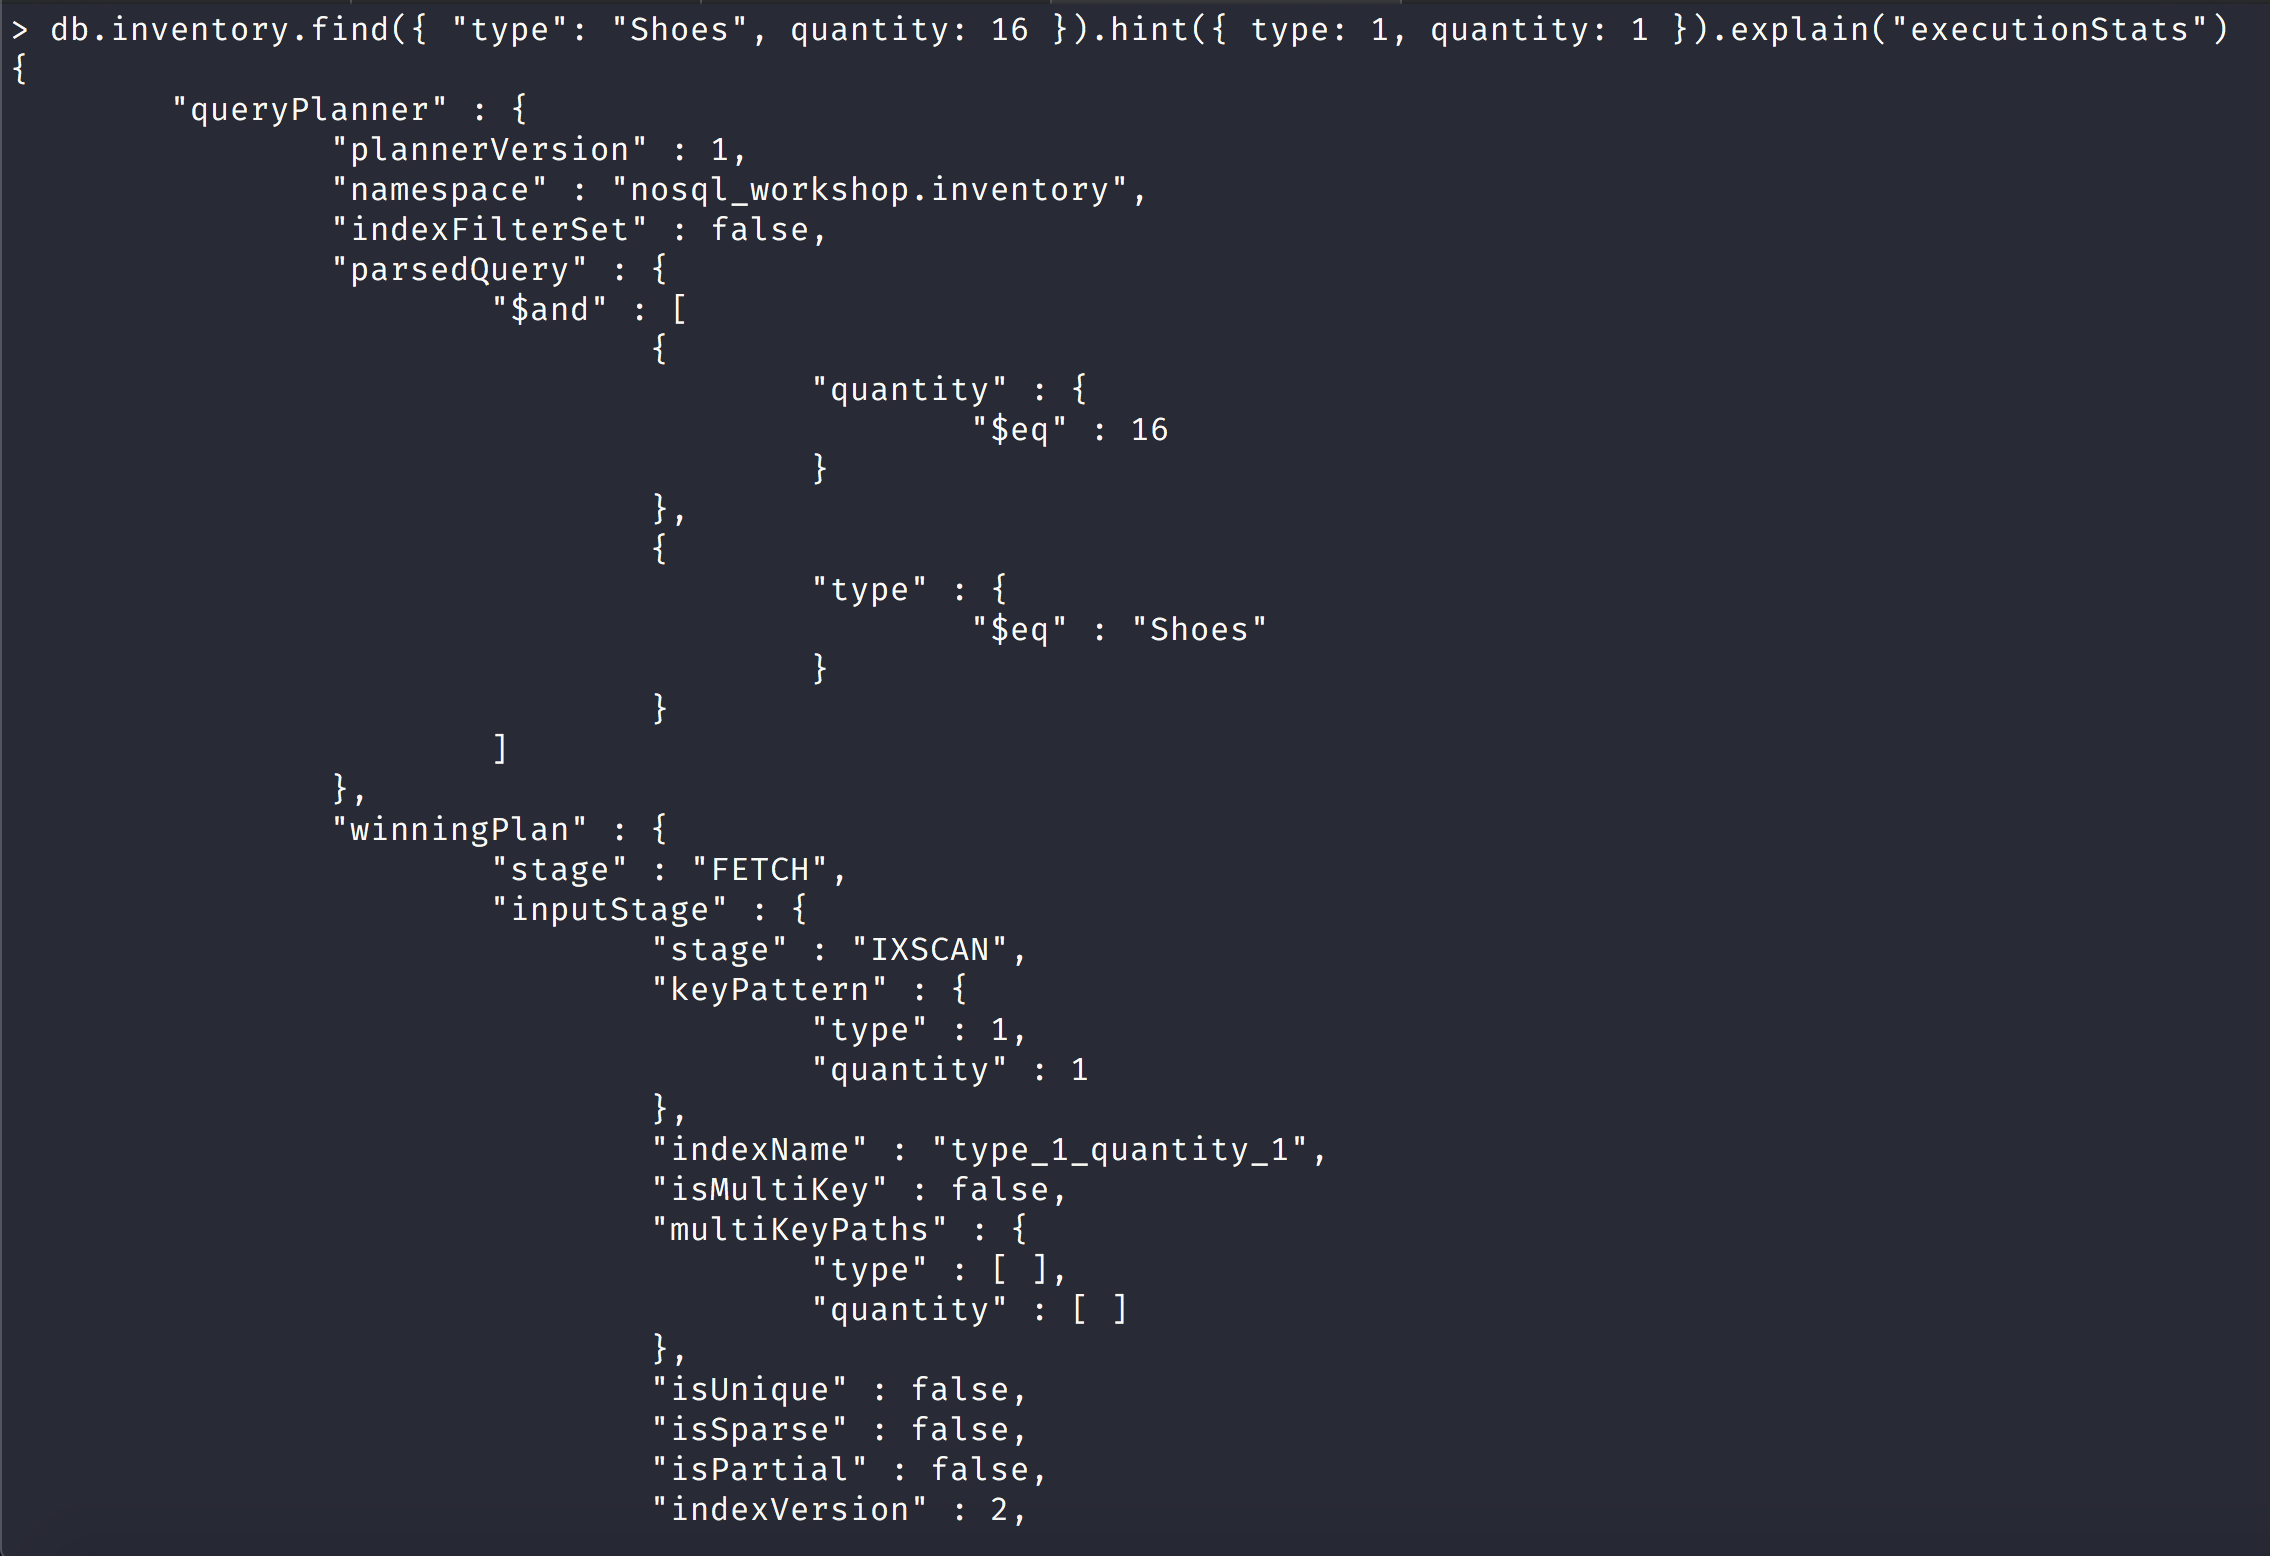 > db.inventory.find({ "type": "Shoes", quantity: 16 }).hint({ type: 1, quantity: 1 }).explain("executionStats")
{
        "queryPlanner" : {
                "plannerVersion" : 1,
                "namespace" : "nosql_workshop.inventory",
                "indexFilterSet" : false,
                "parsedQuery" : {
                        "$and" : [
                                {
                                        "quantity" : {
                                                "$eq" : 16
                                        }
                                },
                                {
                                        "type" : {
                                                "$eq" : "Shoes"
                                        }
                                }
                        ]
                },
                "winningPlan" : {
                        "stage" : "FETCH",
                        "inputStage" : {
                                "stage" : "IXSCAN",
                                "keyPattern" : {
                                        "type" : 1,
                                        "quantity" : 1
                                },
                                "indexName" : "type_1_quantity_1",
                                "isMultiKey" : false,
                                "multiKeyPaths" : {
                                        "type" : [ ],
                                        "quantity" : [ ]
                                },
                                "isUnique" : false,
                                "isSparse" : false,
                                "isPartial" : false,
                                "indexVersion" : 2,